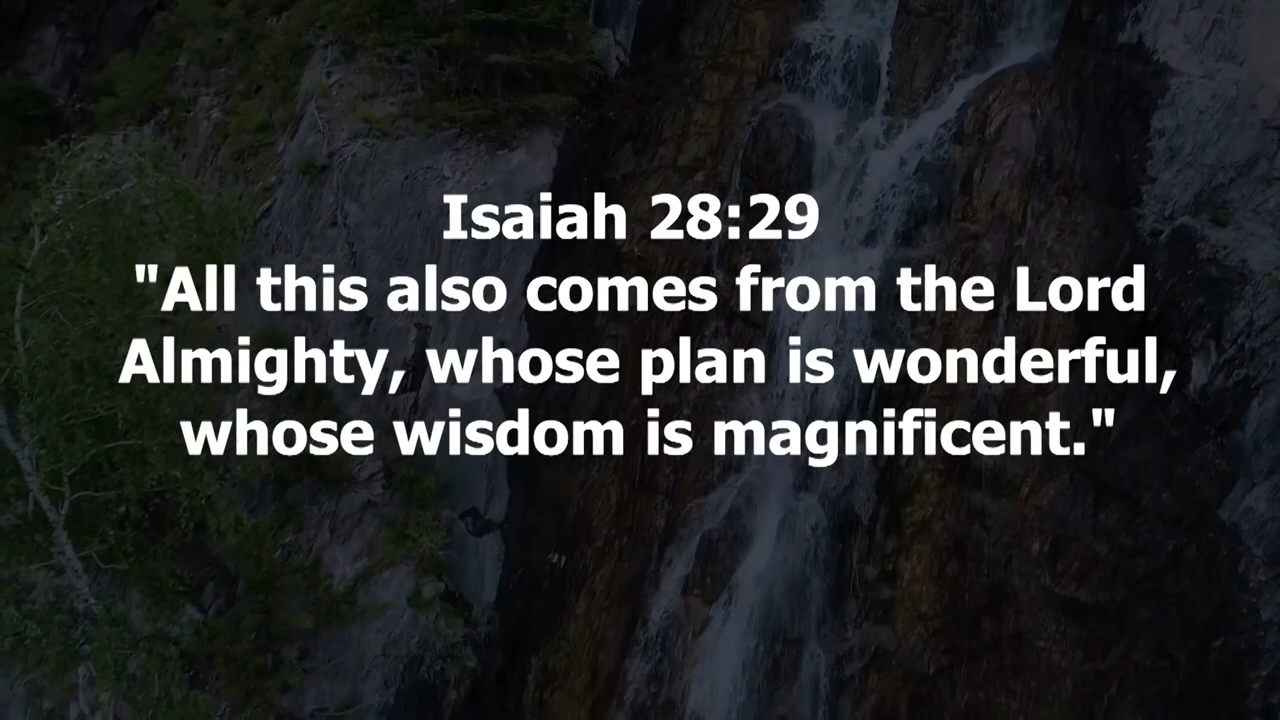 Isaiah 28:29
"All this also comes from the Lord
Almighty, whose plan is wonderful,
whose wisdom is magnificent."